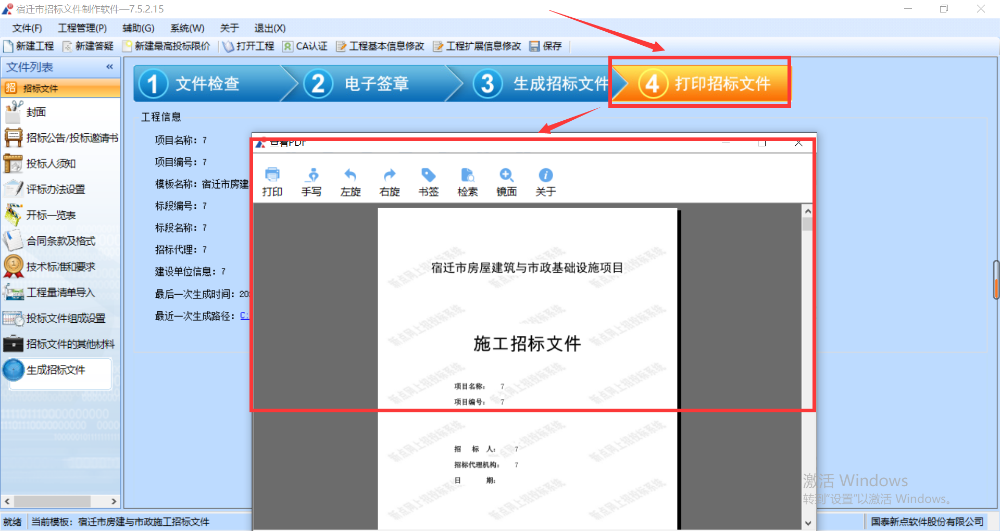 宿迁市招标文件制作软件—7.5.2.15
文件(F) 工程管理(P) 辅助(G) 系统(W) 关于 退出(X)
新建工程 新建答疑 新建最高投标限价 打开工程 CA认证 工程基本信息修改 工程扩展信息修改 保存
文件列表 «
招 招标文件
封面
招标公告/投标邀请书
投标人须知
评标办法设置
开标一览表
合同条款及格式
技术标准和要求
工程量清单导入
投标文件组成设置
招标文件的其他材料
生成招标文件
1 文件检查 2 电子签章 3 生成招标文件 4 打印招标文件
工程信息
项目名称：7
项目编号：7
模板名称：宿迁市房建
标段编号：7
标段名称：7
招标代理：7
建设单位信息：7
最后一次生成时间：20
最近一次生成路径：C:
查看PDF
打印 手写 左旋 右旋 书签 检索 镜面 关于
宿迁市房屋建筑与市政基础设施项目
施工招标文件
项目名称： 7
项目编号： 7
招 标 人： 7
招标代理机构： 7
日 期：
新点网上招投标系统
激活 Windows
转到"设置"以激活 Windows。
就绪 当前模板：宿迁市房建与市政施工招标文件 国泰新点软件股份有限公司